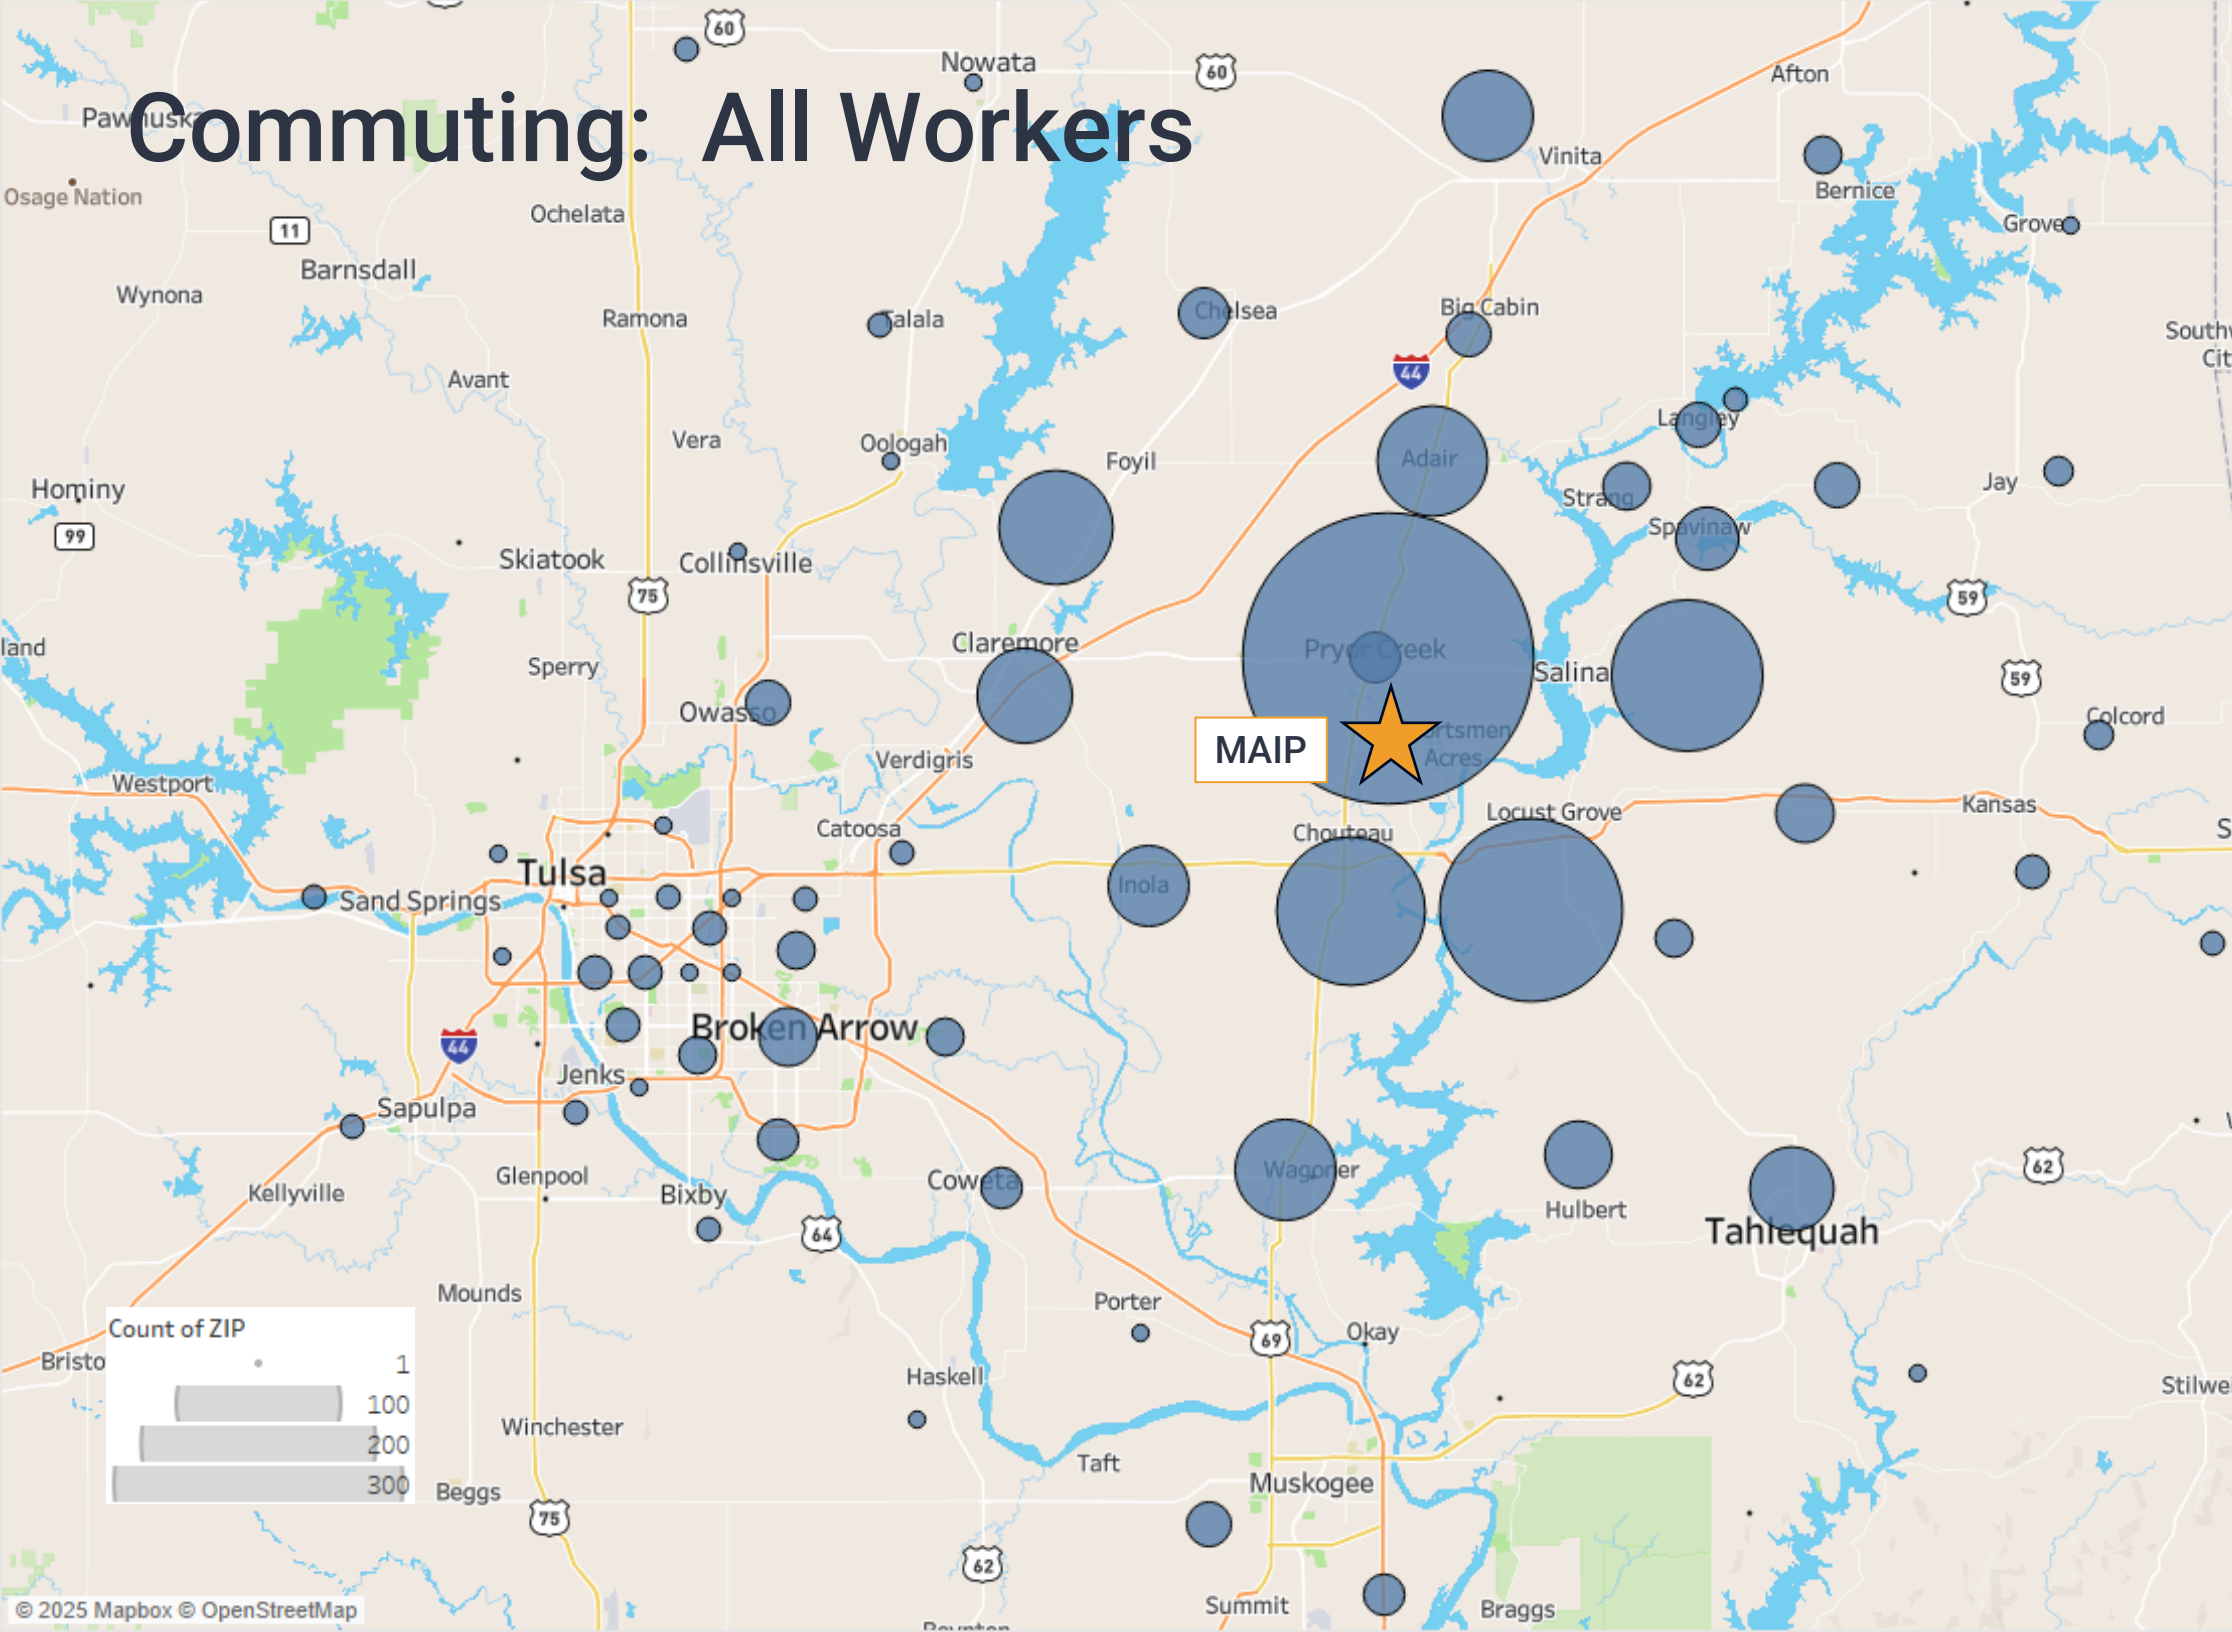 60
Nowata
60
Afton
Commuting:  All Workers
Pawhuska
Vinita
Osage Nation
Bernice
Ochelata
Grove
11
Barnsdall
Wynona
Ramona
Talala
Chelsea
Big Cabin
44
Avant
Langley
Vera
Oologah
Foyil
Adair
Hominy
Strang
Jay
Spavinaw
99
Skiatook
Collinsville
75
59
land
Claremore
Pryor Creek
Sperry
Salina
59
Owasso
Colcord
MAIP
rtsmen
Acres
Verdigris
Westport
Locust Grove
Kansas
Catoosa
Chouteau
Tulsa
Inola
Sand Springs
Broken Arrow
44
Jenks
Sapulpa
62
Glenpool
Wagoner
Kellyville
Bixby
Coweta
Hulbert
Tahlequah
64
Mounds
Porter
Okay
69
Count of ZIP
1
Bristo
100
200
300
Haskell
62
Stilwe
Winchester
Taft
Muskogee
Beggs
75
62
© 2025 Mapbox © OpenStreetMap
Summit
Braggs